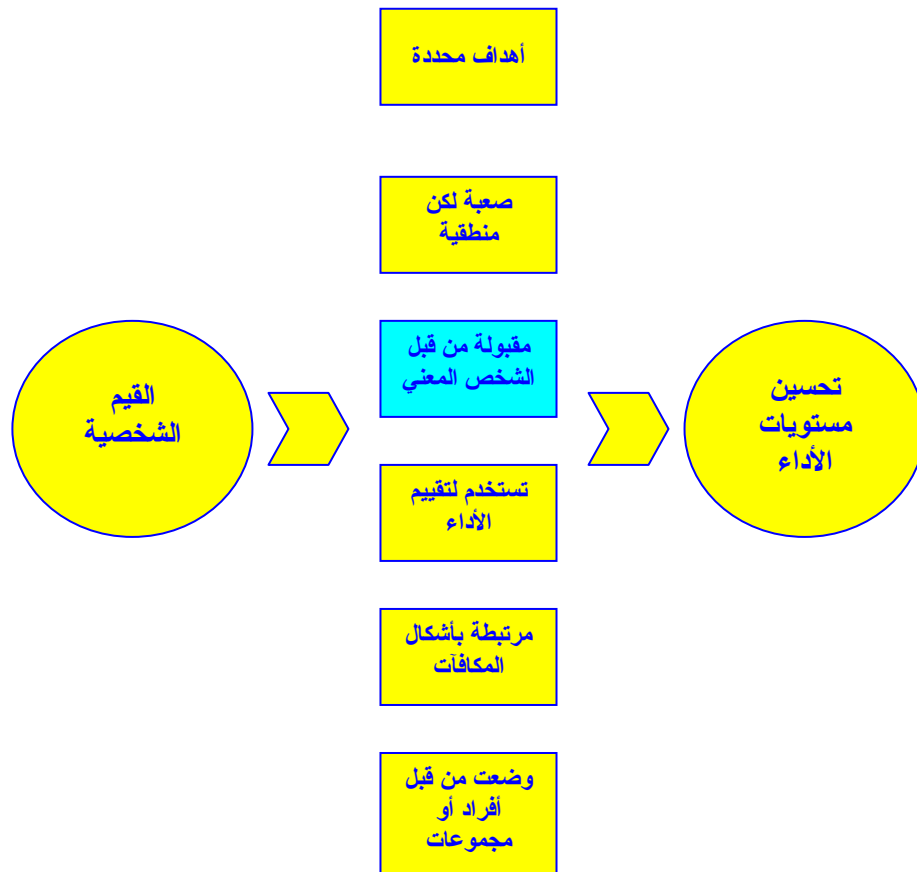 أهداف محددة
صعبة لكن
منطقية
مقبولة من قبل
الشخص المعني
القيم
الشخصية
تحسين
مستويات
الأداء
تستخدم لتقييم
الأداء
مرتبطة بأشكال
المكافآت
وضعت من قبل
أفراد أو
مجموعات